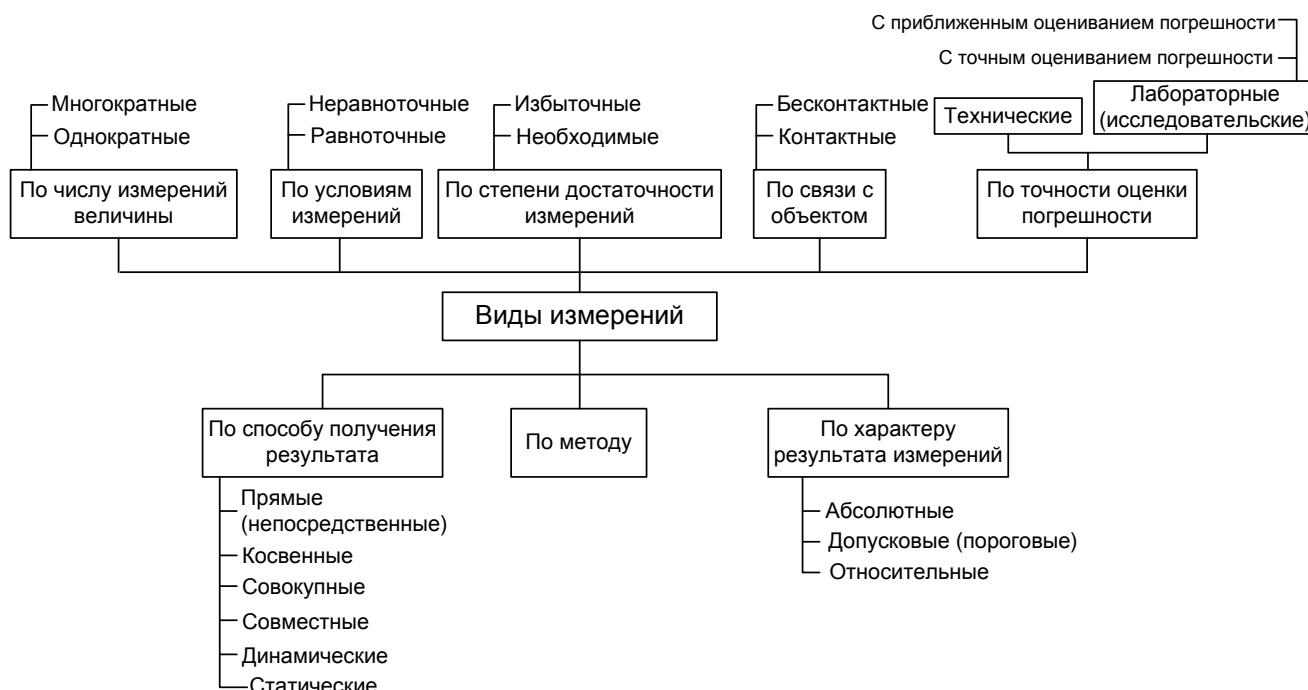 С приближенным оцениванием погрешности
С точным оцениванием погрешности
Многократные
Однократные
Неравноточные
Равноточные
Избыточные
Необходимые
Бесконтактные
Контактные
Технические
Лабораторные
(исследовательские)
По числу измерений
величины
По условиям
измерений
По степени достаточности
измерений
По связи с
объектом
По точности оценки
погрешности
Виды измерений
По способу получения
результата
По методу
По характеру
результата измерений
Прямые
(непосредственные)
Косвенные
Совокупные
Совместные
Динамические
Статические
Абсолютные
Допусковые (пороговые)
Относительные